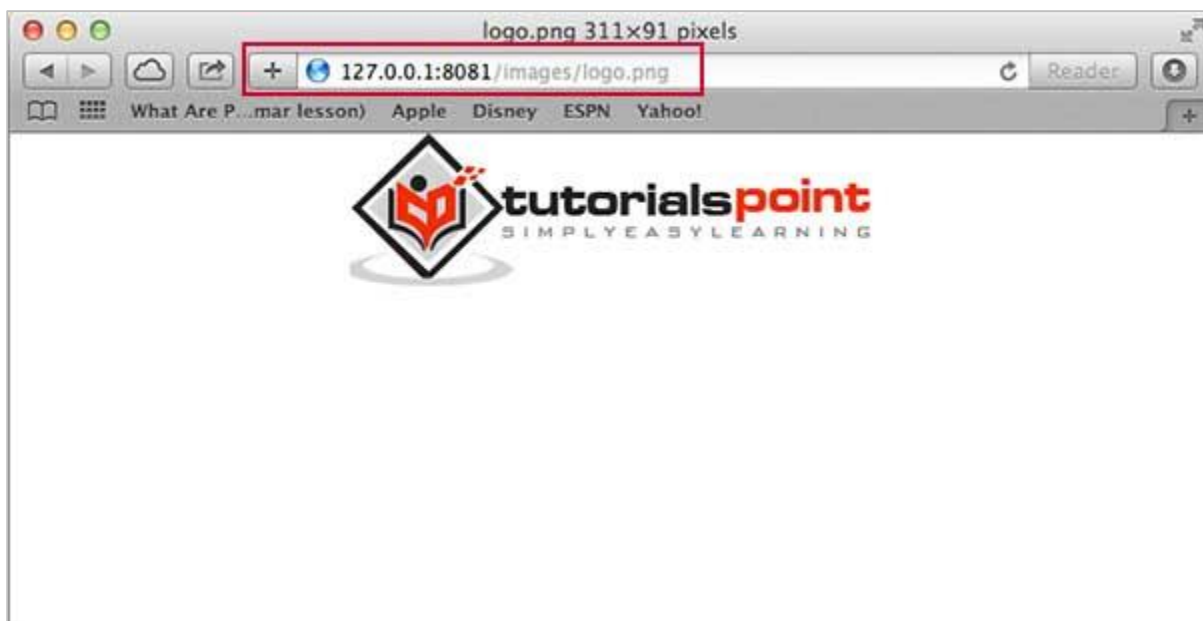 logo.png 311×91 pixels
127.0.0.1:8081/images/logo.png
Reader
What Are P...mar lesson) Apple Disney ESPN Yahoo!
tutorialspoint
SIMPLYEASYLEARNING